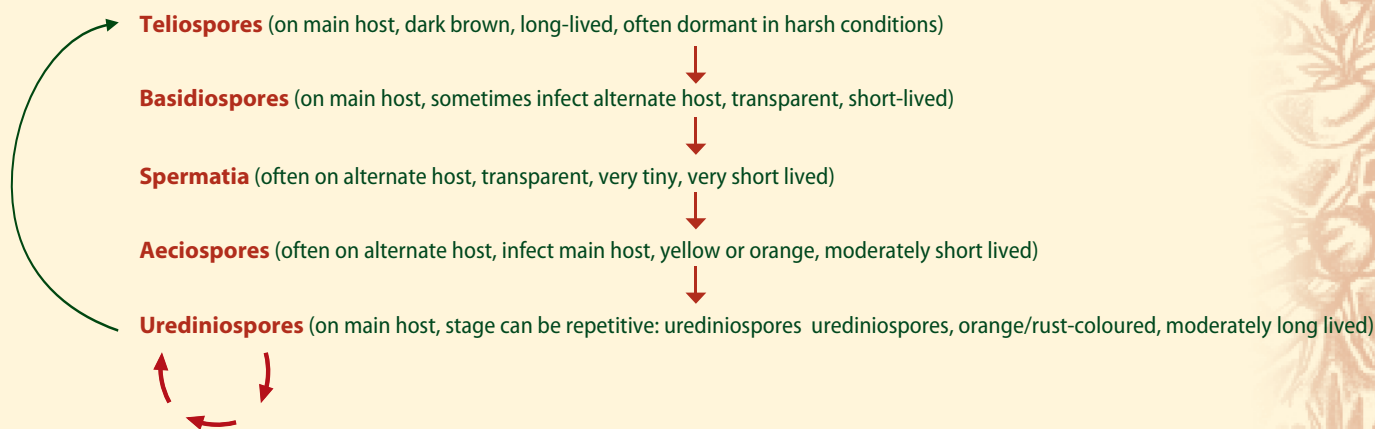 Teliospores (on main host, dark brown, long-lived, often dormant in harsh conditions)
Basidiospores (on main host, sometimes infect alternate host, transparent, short-lived)
Spermatia (often on alternate host, transparent, very tiny, very short lived)
Aeciospores (often on alternate host, infect main host, yellow or orange, moderately short lived)
Urediniospores (on main host, stage can be repetitive: urediniospores  urediniospores, orange/rust-coloured, moderately long lived)